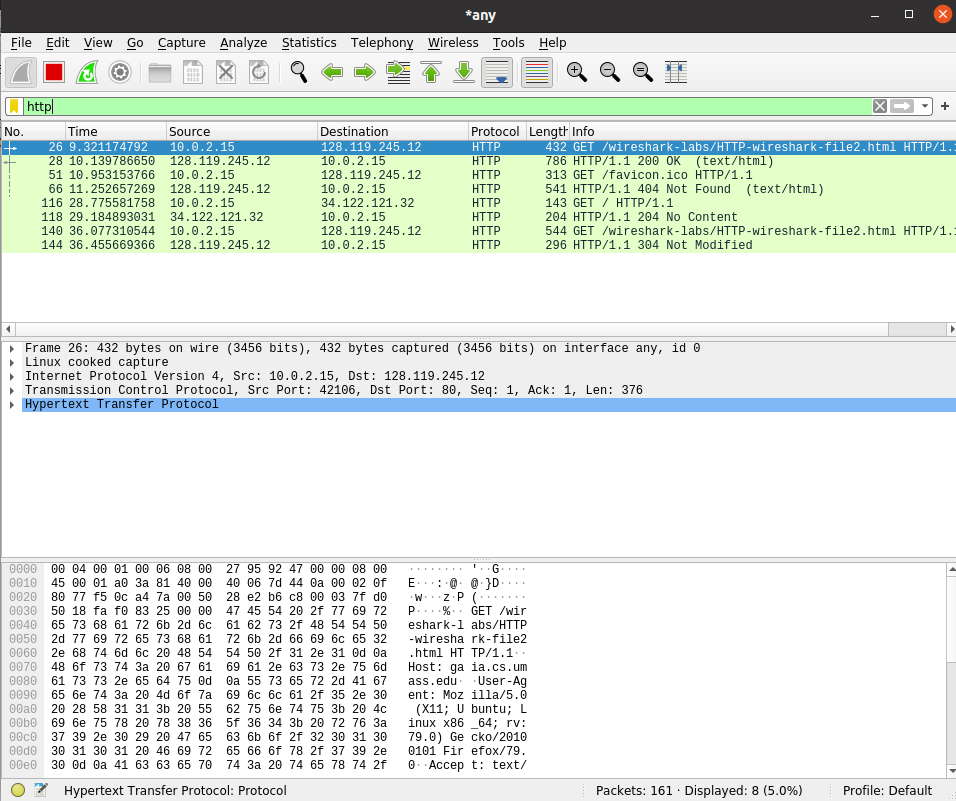 *any
File Edit View Go Capture Analyze Statistics Telephony Wireless Tools Help
http
No. Time Source Destination Protocol Length Info
26 9.321174792 10.0.2.15 128.119.245.12 HTTP 432 GET /wireshark-labs/HTTP-wireshark-file2.html HTTP/1.1
28 10.139786650 128.119.245.12 10.0.2.15 HTTP 786 HTTP/1.1 200 OK (text/html)
51 10.953153766 10.0.2.15 128.119.245.12 HTTP 313 GET /favicon.ico HTTP/1.1
66 11.252657269 128.119.245.12 10.0.2.15 HTTP 541 HTTP/1.1 404 Not Found (text/html)
116 28.775581758 10.0.2.15 34.122.121.32 HTTP 143 GET / HTTP/1.1
118 29.184893031 34.122.121.32 10.0.2.15 HTTP 204 HTTP/1.1 204 No Content
140 36.077310544 10.0.2.15 128.119.245.12 HTTP 544 GET /wireshark-labs/HTTP-wireshark-file2.html HTTP/1.1
144 36.455669366 128.119.245.12 10.0.2.15 HTTP 296 HTTP/1.1 304 Not Modified
Frame 26: 432 bytes on wire (3456 bits), 432 bytes captured (3456 bits) on interface any, id 0
Linux cooked capture
Internet Protocol Version 4, Src: 10.0.2.15, Dst: 128.119.245.12
Transmission Control Protocol, Src Port: 42106, Dst Port: 80, Seq: 1, Ack: 1, Len: 376
Hypertext Transfer Protocol
0000 00 04 00 01 00 06 08 00 27 95 92 47 00 00 08 00 ········ '··G····
0010 45 00 01 a0 3a 81 40 00 40 06 7d 44 0a 00 02 0f E···:·@· @·}D····
0020 80 77 f5 0c a4 7a 00 50 28 e2 b6 c8 00 03 7f d0 ·w···z·P (·······
0030 50 18 fa f0 83 25 00 00 47 45 54 20 2f 77 69 72 P····%·· GET /wir
0040 65 73 68 61 72 6b 2d 6c 61 62 73 2f 48 54 54 50 eshark-l abs/HTTP
0050 2d 77 69 72 65 73 68 61 72 6b 2d 66 69 6c 65 32 -wiresha rk-file2
0060 2e 68 74 6d 6c 20 48 54 54 50 2f 31 2e 31 0d 0a .html HT TP/1.1··
0070 48 6f 73 74 3a 20 67 61 69 61 2e 63 73 2e 75 6d Host: ga ia.cs.um
0080 61 73 73 2e 65 64 75 0d 0a 55 73 65 72 2d 41 67 ass.edu· ·User-Ag
0090 65 6e 74 3a 20 4d 6f 7a 69 6c 6c 61 2f 35 2e 30 ent: Moz illa/5.0
00a0 20 28 58 31 31 3b 20 55 62 75 6e 74 75 3b 20 4c (X11; U buntu; L
00b0 69 6e 75 78 20 78 38 36 5f 36 34 3b 20 72 76 3a inux x86 _64; rv:
00c0 37 39 2e 30 29 20 47 65 63 6b 6f 2f 32 30 31 30 79.0) Ge cko/2010
00d0 30 31 30 31 20 46 69 72 65 66 6f 78 2f 37 39 2e 0101 Fir efox/79.
00e0 30 0d 0a 41 63 63 65 70 74 3a 20 74 65 78 74 2f 0··Accep t: text/
Hypertext Transfer Protocol: Protocol Packets: 161 · Displayed: 8 (5.0%) Profile: Default